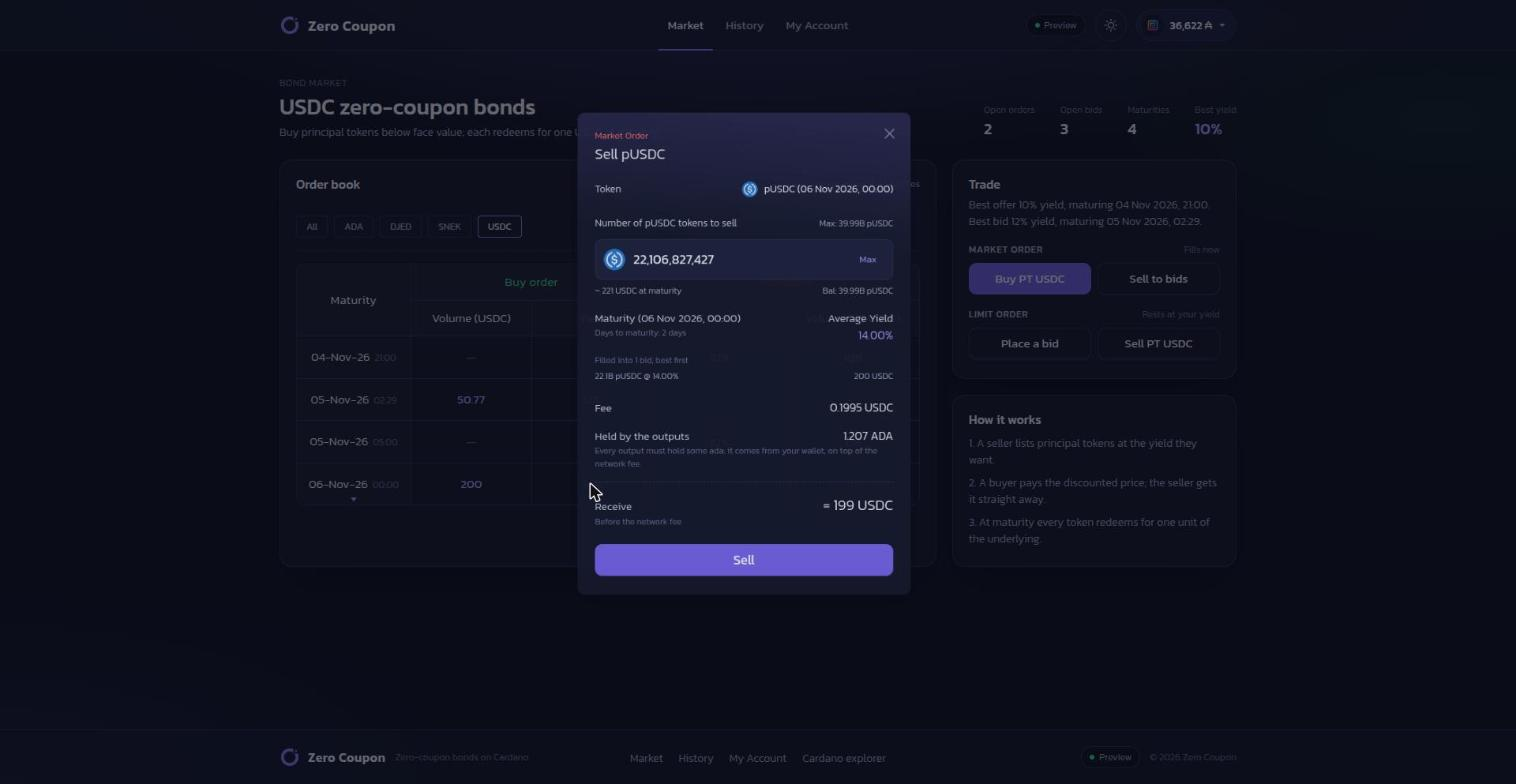 Zero Coupon
Market
History
My Account
Preview
36,622 ₳
BOND MARKET
USDC zero-coupon bonds
Buy principal tokens below face value; each redeems for one
Open orders
2
Open bids
3
Maturities
4
Best yield
10%
Order book
All
ADA
DJED
SNEK
USDC
Maturity
Buy order
Volume (USDC)
04-Nov-26 21:00
—
05-Nov-26 02:29
50.77
05-Nov-26 05:00
—
06-Nov-26 00:00
200
Market Order
Sell pUSDC
Token
pUSDC (06 Nov 2026, 00:00)
Number of pUSDC tokens to sell
Max: 39.99B pUSDC
22,106,827,427
Max
~ 221 USDC at maturity
Bal: 39.99B pUSDC
Maturity (06 Nov 2026, 00:00)
Average Yield
Days to maturity: 2 days
14.00%
Filled into 1 bid, best first
22.1B pUSDC @ 14.00%
200 USDC
Fee
0.1995 USDC
Held by the outputs
1.207 ADA
Every output must hold some ada; it comes from your wallet, on top of the
network fee.
Receive
= 199 USDC
Before the network fee
Sell
Trade
Best offer 10% yield, maturing 04 Nov 2026, 21:00.
Best bid 12% yield, maturing 05 Nov 2026, 02:29.
MARKET ORDER
Fills now
Buy PT USDC
Sell to bids
LIMIT ORDER
Rests at your yield
Place a bid
Sell PT USDC
How it works
1. A seller lists principal tokens at the yield they
want.
2. A buyer pays the discounted price; the seller gets
it straight away.
3. At maturity every token redeems for one unit of
the underlying.
Zero Coupon
Zero-coupon bonds on Cardano
Market
History
My Account
Cardano explorer
Preview
© 2026 Zero Coupon